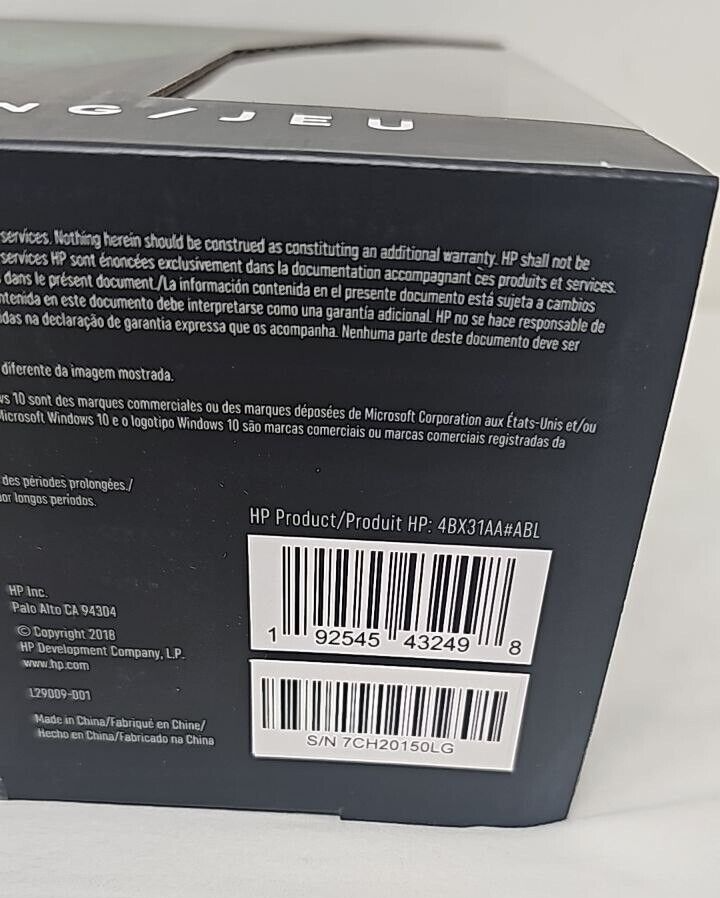 NG/JEU
services. Nothing herein should be construed as constituting an additional warranty. HP shall not be
services HP sont énoncées exclusivement dans la documentation accompagnant ces produits et services.
dans le présent document./La información contenida en el presente documento está sujeta a cambios
ntenida en este documento debe interpretarse como una garantía adicional. HP no se hace responsable de
das na declaração de garantia expressa que os acompanha. Nenhuma parte deste documento deve ser
diferente da imagem mostrada.
ws 10 sont des marques commerciales ou des marques déposées de Microsoft Corporation aux États-Unis et/ou
Microsoft Windows 10 e o logotipo Windows 10 são marcas comerciais ou marcas comerciais registradas da
des périodes prolongées./
por longos períodos.
HP Product/Produit HP: 4BX31AA#ABL
1 92545 43249 8
HP Inc.
Palo Alto CA 94304
© Copyright 2018
HP Development Company, L.P.
www.hp.com
L29009-001
Made in China/Fabriqué en Chine/
Hecho en China/Fabricado na China
S/N 7CH20150LG